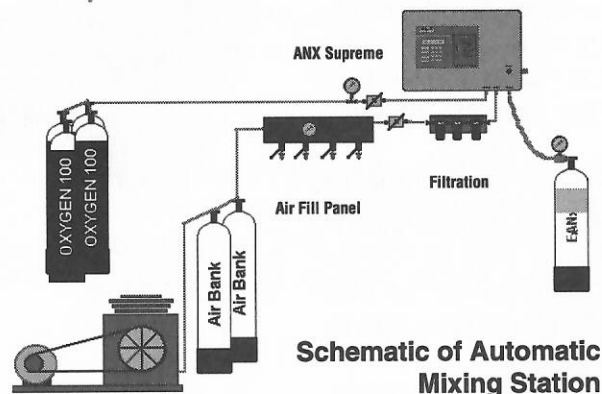 ANX Supreme
OXYGEN 100
OXYGEN 100
Air Fill Panel
Filtration
Air Bank
Air Bank
Schematic of Automatic
Mixing Station